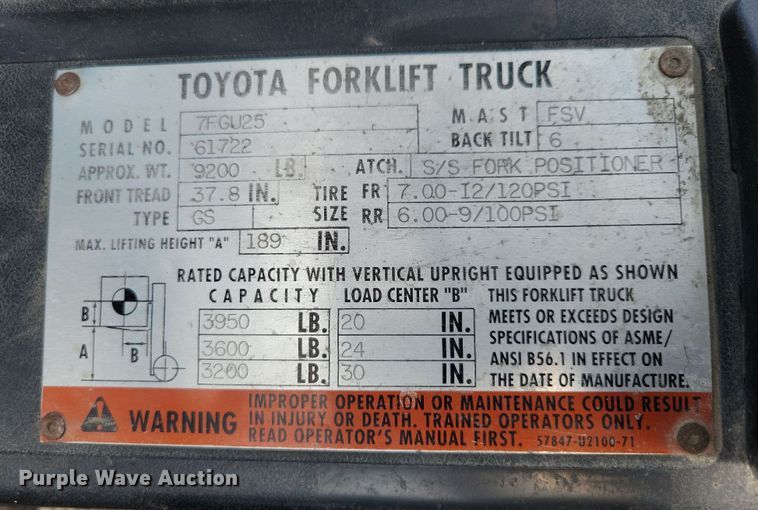 TOYOTA FORKLIFT TRUCK
MODEL 7FGU25 MAST FSV
SERIAL NO. 61722 BACK TILT 6
APPROX. WT. 9200 LB. ATCH. S/S FORK POSITIONER
FRONT TREAD 37.8 IN. TIRE FR 7.00-12/120PSI
TYPE GS SIZE RR 6.00-9/100PSI
MAX. LIFTING HEIGHT "A" 189 IN.
RATED CAPACITY WITH VERTICAL UPRIGHT EQUIPPED AS SHOWN
CAPACITY LOAD CENTER "B" THIS FORKLIFT TRUCK
B 3950 LB. 20 IN. MEETS OR EXCEEDS DESIGN
SPECIFICATIONS OF ASME/
A B 3600 LB. 24 IN. ANSI B56.1 IN EFFECT ON
3200 LB. 30 IN. THE DATE OF MANUFACTURE.
WARNING
IMPROPER OPERATION OR MAINTENANCE COULD RESULT
IN INJURY OR DEATH. TRAINED OPERATORS ONLY.
READ OPERATOR'S MANUAL FIRST. 57847-U2100-71
Purple Wave Auction